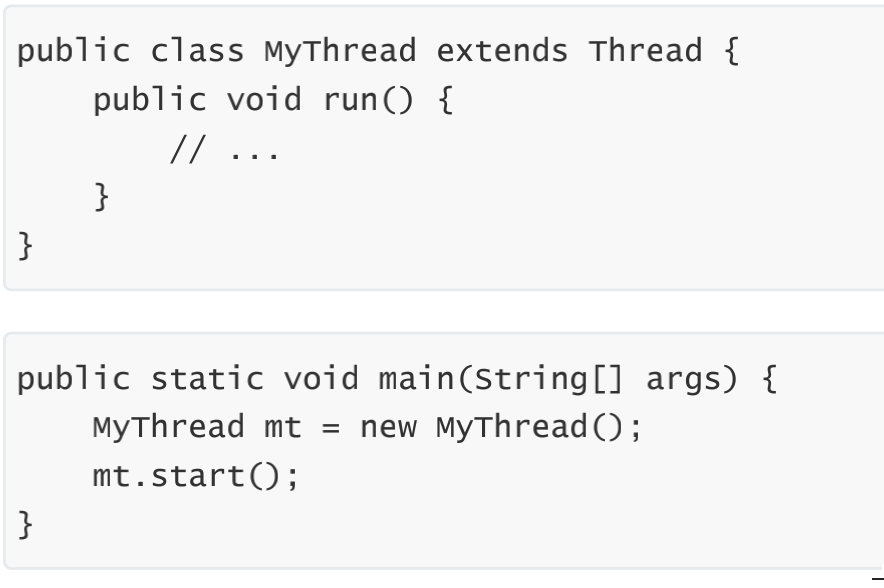 public class MyThread extends Thread {
    public void run() {
        // ...
    }
}
public static void main(String[] args) {
    MyThread mt = new MyThread();
    mt.start();
}